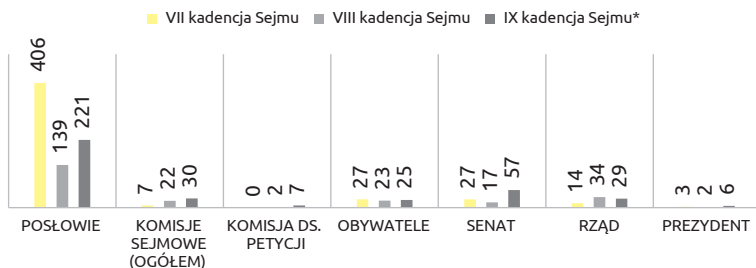 VII kadencja Sejmu VIII kadencja Sejmu IX kadencja Sejmu*
406 139 221
7 22 30
0 2 7
27 23 25
27 17 57
14 34 29
3 2 6
POSŁOWIE
KOMISJE
SEJMOWE
(OGÓŁEM)
KOMISJA DS.
PETYCJI
OBYWATELE
SENAT
RZĄD
PREZYDENT